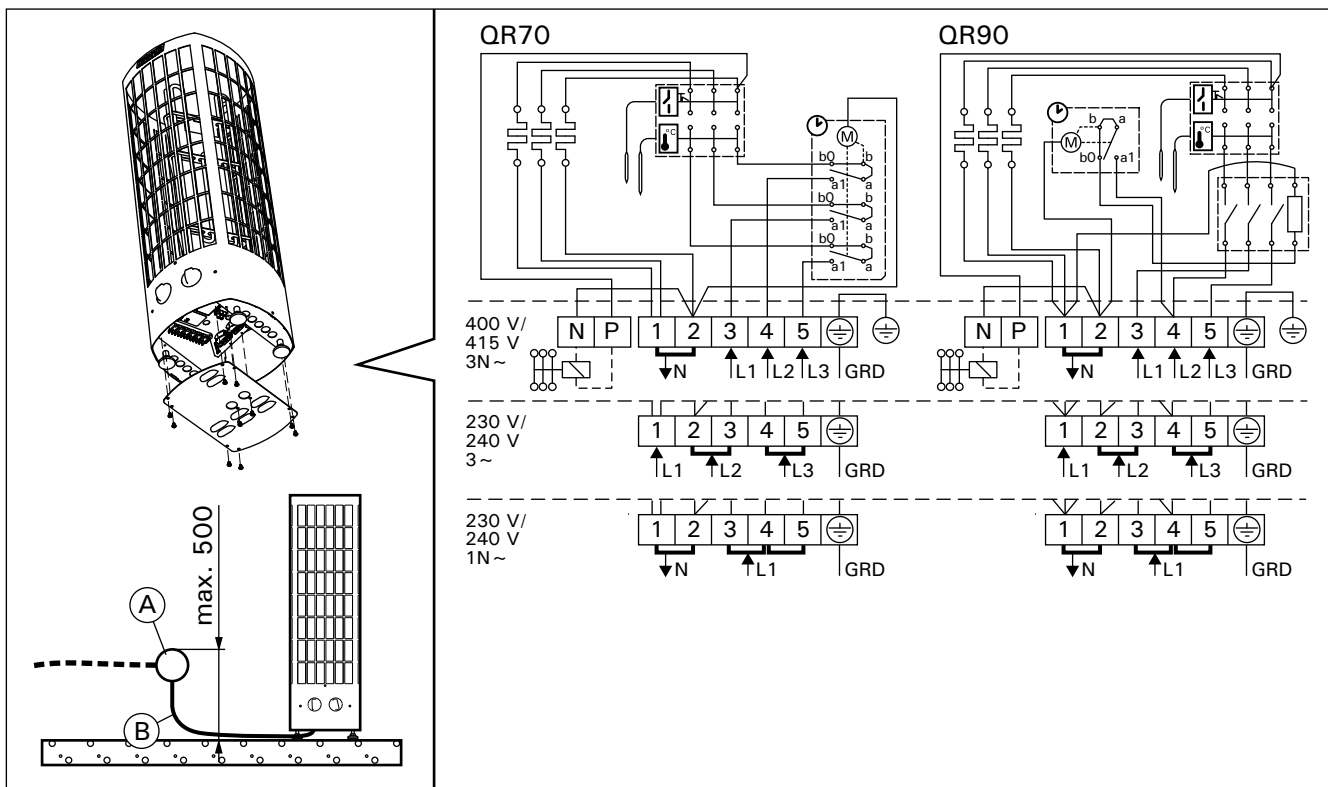 QR70
°C
M
b0 b
a1 a
b0 b
a1 a
b0 b
a1 a
400 V/
415 V
3N~
N P
1 2 3 4 5
N L1 L2 L3 GRD
230 V/
240 V
3~
1 2 3 4 5
L1 L2 L3 GRD
230 V/
240 V
1N~
1 2 3 4 5
N L1 GRD
QR90
b a
M
b0 a1
°C
N P
1 2 3 4 5
N L1 L2 L3 GRD
1 2 3 4 5
L1 L2 L3 GRD
1 2 3 4 5
N L1 GRD
max. 500
A
B